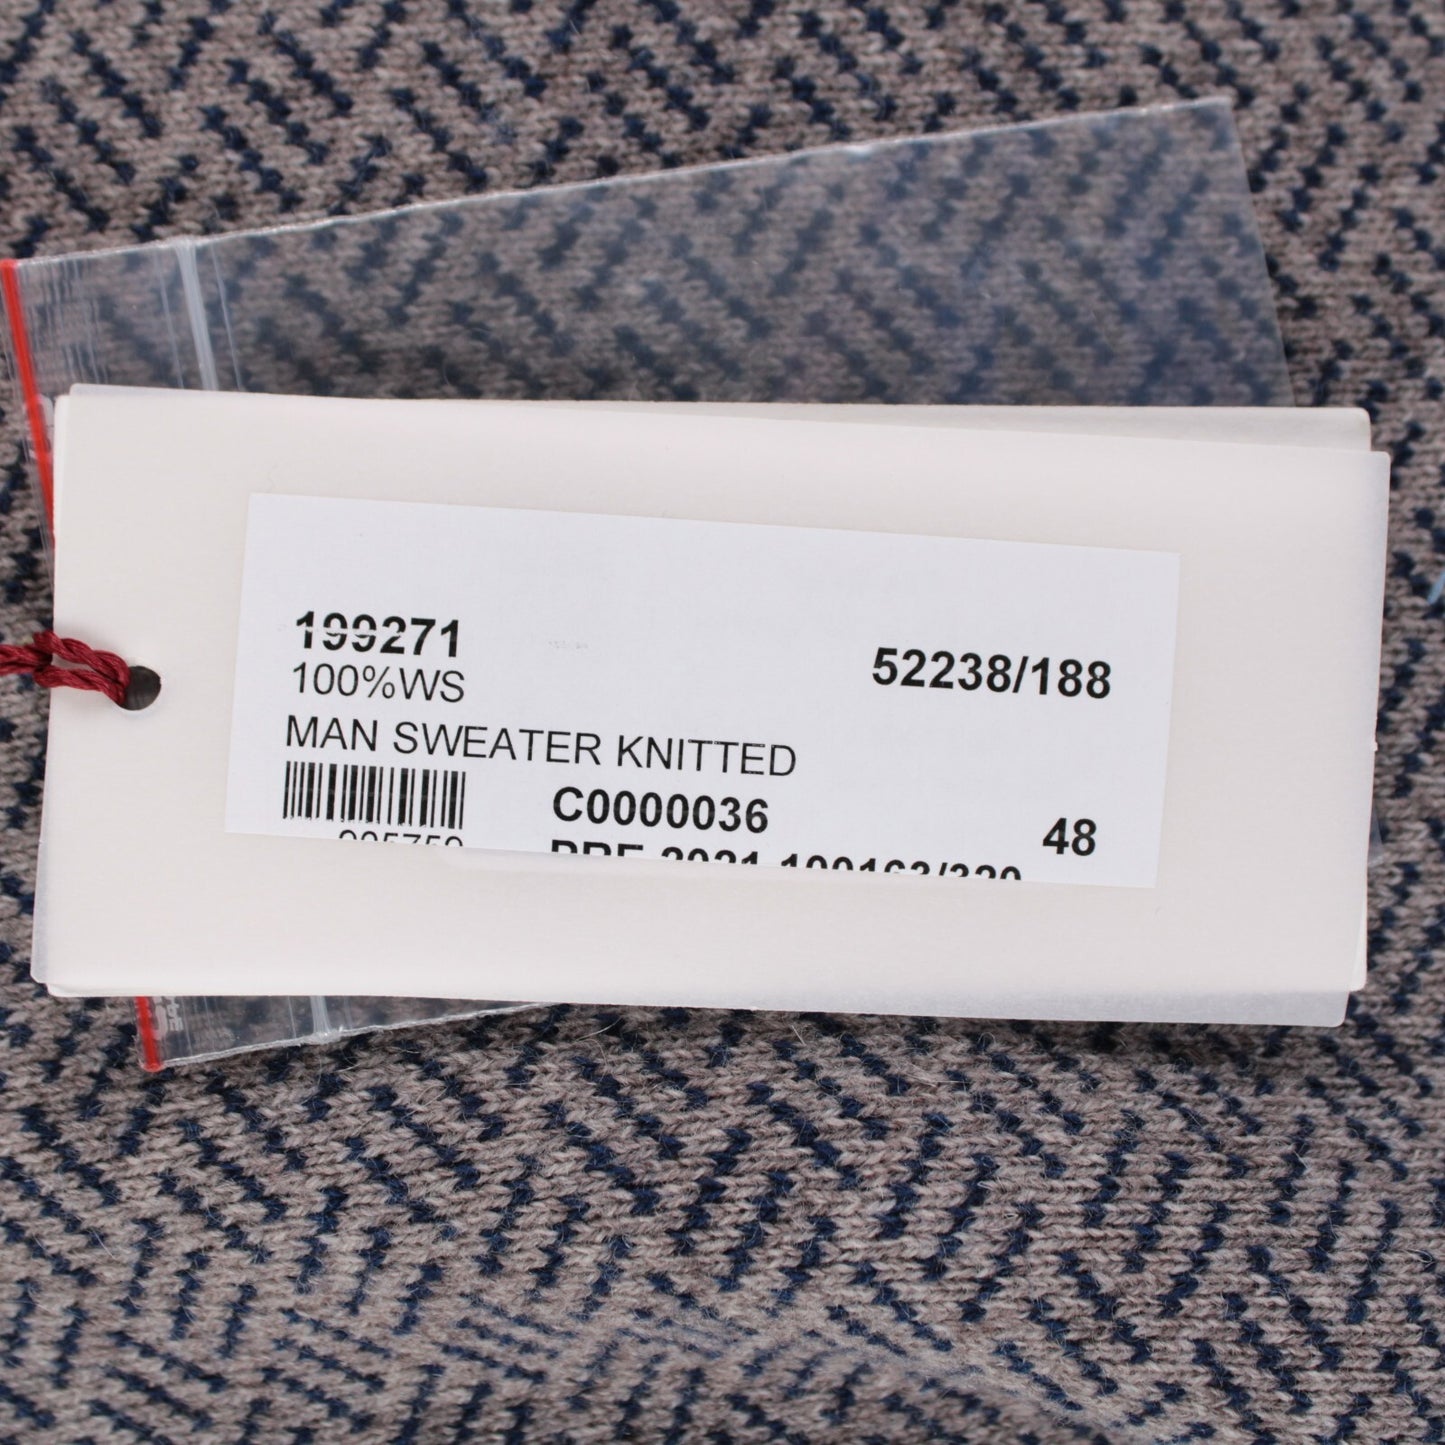 199271
52238/188
100%WS
MAN SWEATER KNITTED
C0000036
48